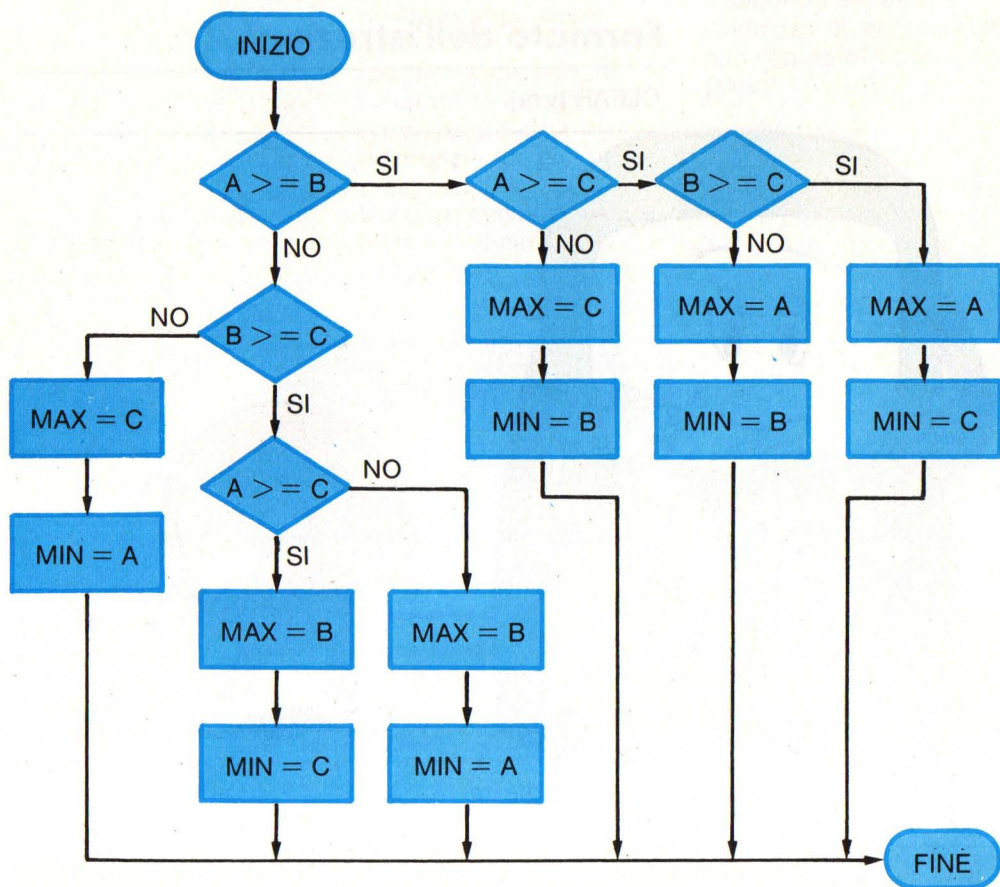 INIZIO
A >= B
SI
A >= C
SI
B >= C
SI
NO
NO
NO
B >= C
NO
MAX = C
MAX = A
MAX = A
MAX = C
SI
MIN = B
MIN = B
MIN = C
A >= C
NO
MIN = A
SI
MAX = B
MAX = B
MIN = C
MIN = A
FINE